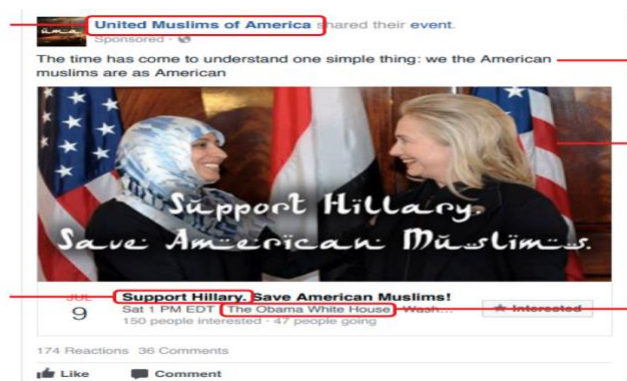 United Muslims of America shared their event.
Sponsored ·
The time has come to understand one simple thing: we the American
muslims are as American
Support Hillary.
Save American Muslims.
JUL
9
Support Hillary. Save American Muslims!
Sat 1 PM EDT · The Obama White House · Wash...
150 people interested · 47 people going
★ Interested
174 Reactions 36 Comments
Like Comment